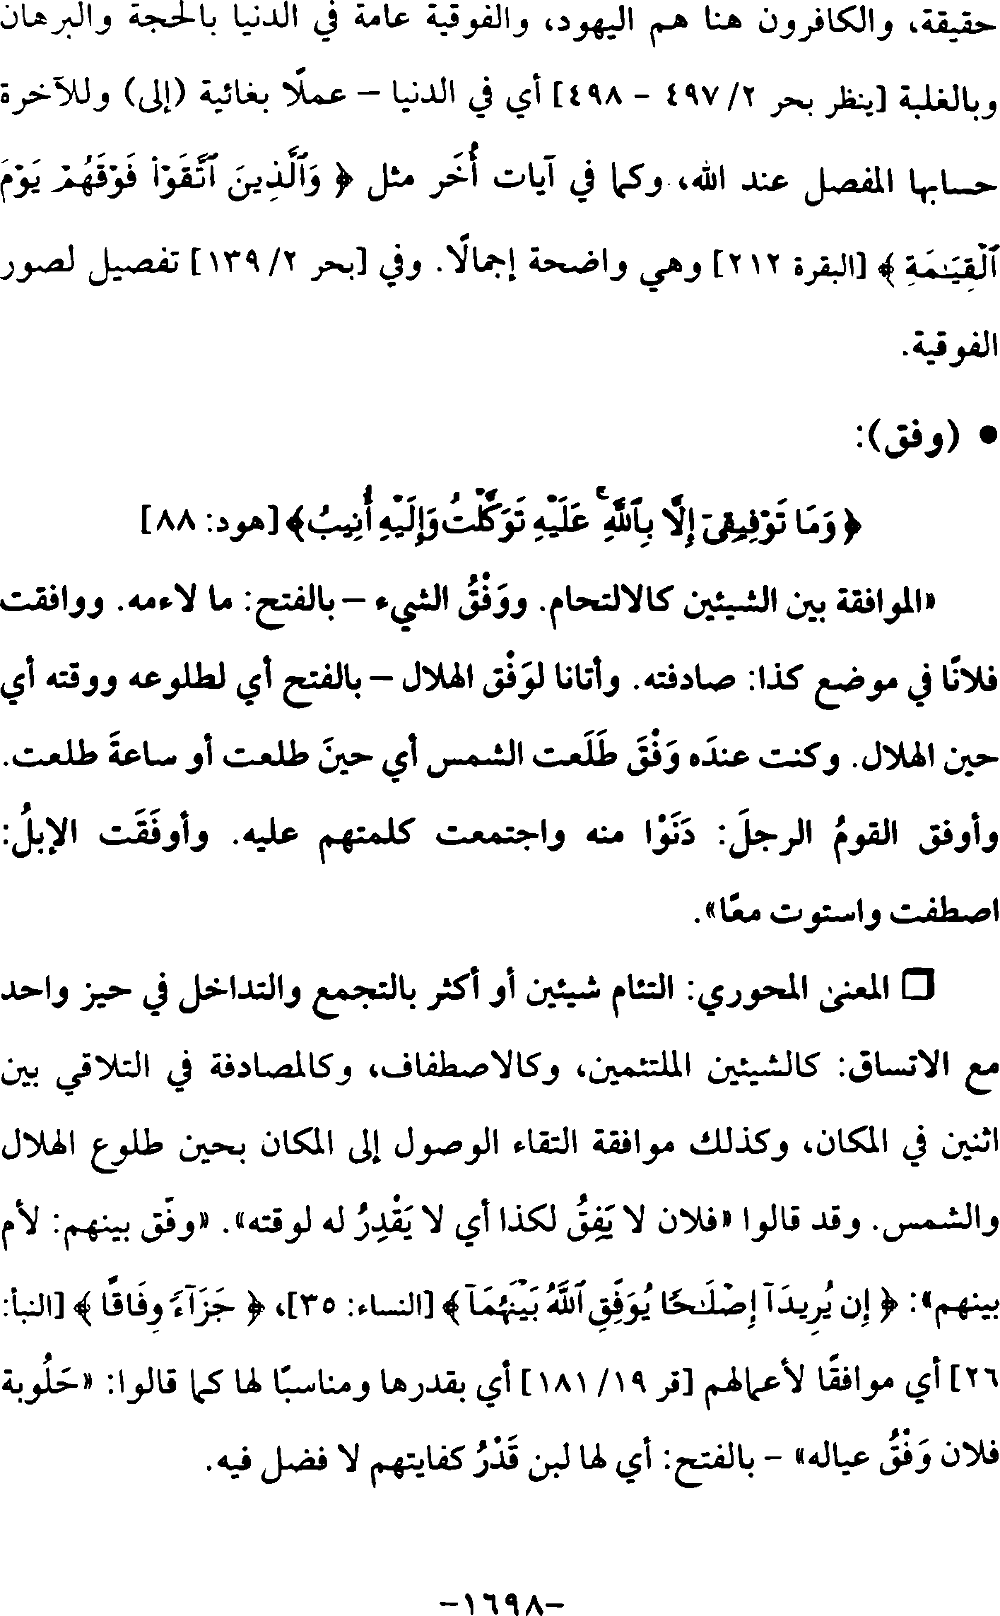 حقيقة، والكافرون هنا هم اليهود، والفوقية عامة في الدنيا بالحجة والبرهان
وبالغلبة [ينظر بحر ٢/ ٤٩٧ – ٤٩٨] أي في الدنيا – عملًا بغائية (إلى) وللآخرة
حسابها المفصل عند الله، وكما في آيات أُخَر مثل ﴿ وَٱلَّذِينَ ٱتَّقَوْا۟ فَوْقَهُمْ يَوْمَ
ٱلْقِيَـٰمَةِ ﴾ [البقرة ٢١٢] وهي واضحة إجمالًا. وفي [بحر ٢/ ١٣٩] تفصيل لصور
الفوقية.
• (وفق):
﴿ وَمَا تَوْفِيقِىٓ إِلَّا بِٱللَّهِ ۚ عَلَيْهِ تَوَكَّلْتُ وَإِلَيْهِ أُنِيبُ﴾ [هود: ٨٨]
«الموافقة بين الشيئين كالالتحام. ووَفْقُ الشيء – بالفتح: ما لاءمه. ووافقت
فلانًا في موضع كذا: صادفته. وأتانا لوَفْق الهلال – بالفتح أي لطلوعه ووقته أي
حين الهلال. وكنت عندَه وَفْقَ طَلَعت الشمس أي حينَ طلعت أو ساعةَ طلعت.
وأوفق القومُ الرجلَ: دَنَوْا منه واجتمعت كلمتهم عليه. وأوفَقَت الإبلُ:
اصطفت واستوت معًا».
❏ المعنىٰ المحوري: التئام شيئين أو أكثر بالتجمع والتداخل في حيز واحد
مع الاتساق: كالشيئين الملتئمين، وكالاصطفاف، وكالمصادفة في التلاقي بين
اثنين في المكان، وكذلك موافقة التقاء الوصول إلى المكان بحين طلوع الهلال
والشمس. وقد قالوا «فلان لا يَفِقُ لكذا أي لا يَقْدِرُ له لوقته». «وفّق بينهم: لأم
بينهم»: ﴿ إِن يُرِيدَآ إِصْلَـٰحًا يُوَفِّقِ ٱللَّهُ بَيْنَهُمَآ ﴾ [النساء: ٣٥]، ﴿ جَزَآءً وِفَاقًا ﴾ [النبأ:
٢٦] أي موافقًا لأعمالهم [قر ١٩/ ١٨١] أي بقدرها ومناسبًا لها كما قالوا: «حَلُوبة
فلان وَفْقُ عياله» – بالفتح: أي لها لبن قَدْرُ كفايتهم لا فضل فيه.
-١٦٩٨-